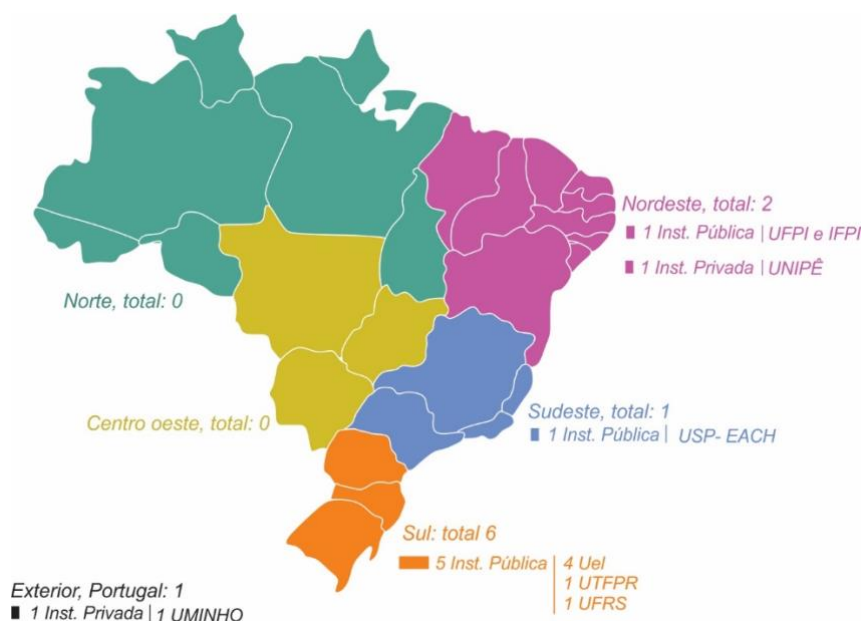 Nordeste, total: 2
1 Inst. Pública | UFPI e IFPI
1 Inst. Privada | UNIPÊ
Norte, total: 0
Centro oeste, total: 0
Sudeste, total: 1
1 Inst. Pública | USP- EACH
Sul: total 6
5 Inst. Pública | 4 Uel
1 UTFPR
1 UFRS
Exterior, Portugal: 1
1 Inst. Privada | 1 UMINHO